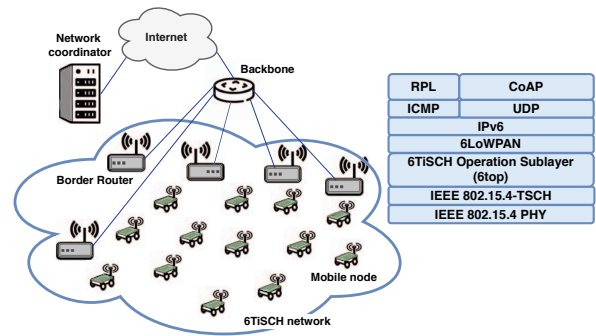 Internet
Network
coordinator
Backbone
Border Router
Mobile node
6TiSCH network
RPL
CoAP
ICMP
UDP
IPv6
6LoWPAN
6TiSCH Operation Sublayer
(6top)
IEEE 802.15.4-TSCH
IEEE 802.15.4 PHY